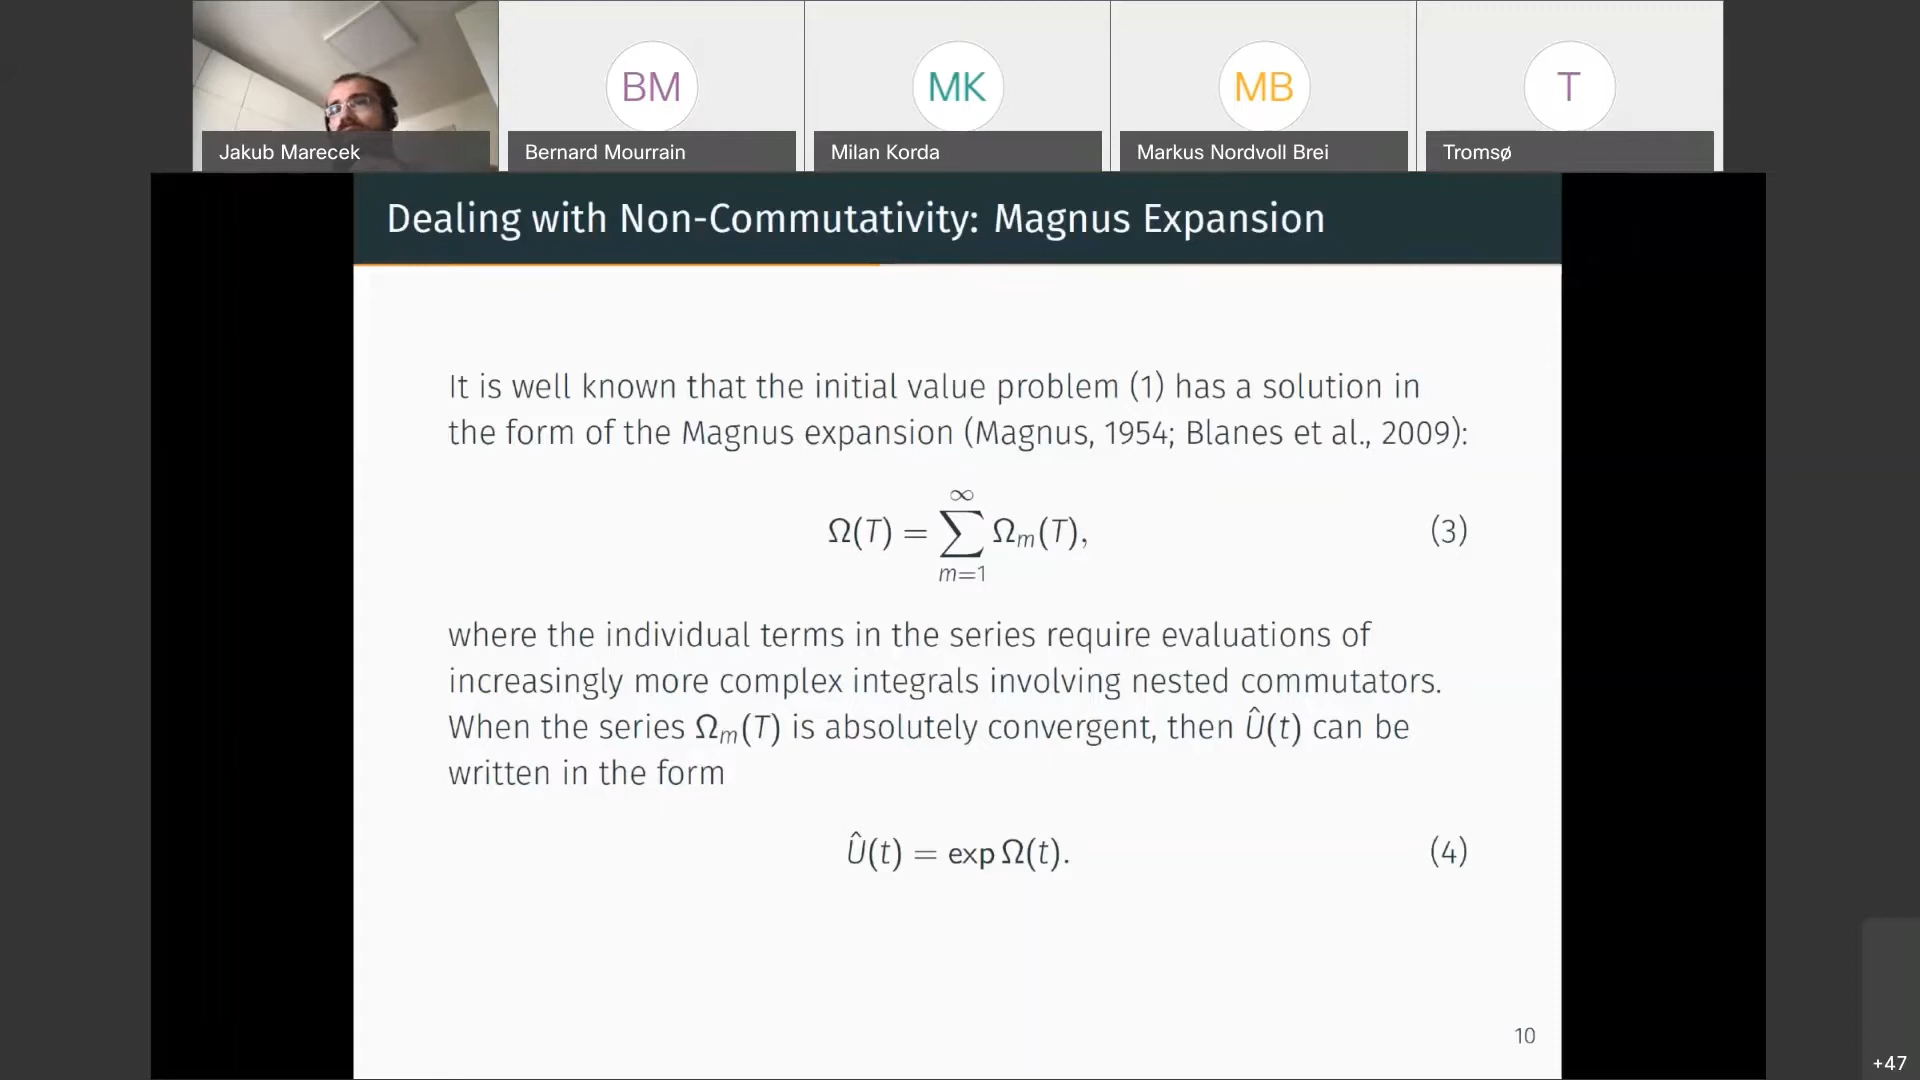 BM
MK
MB
T
Jakub Marecek
Bernard Mourrain
Milan Korda
Markus Nordvoll Brei
Tromsø
Dealing with Non-Commutativity: Magnus Expansion
It is well known that the initial value problem (1) has a solution in
the form of the Magnus expansion (Magnus, 1954; Blanes et al., 2009):
Ω(T) = ∑_{m=1}^{∞} Ω_m(T), (3)
where the individual terms in the series require evaluations of
increasingly more complex integrals involving nested commutators.
When the series Ω_m(T) is absolutely convergent, then Û(t) can be
written in the form
Û(t) = exp Ω(t). (4)
10
+47